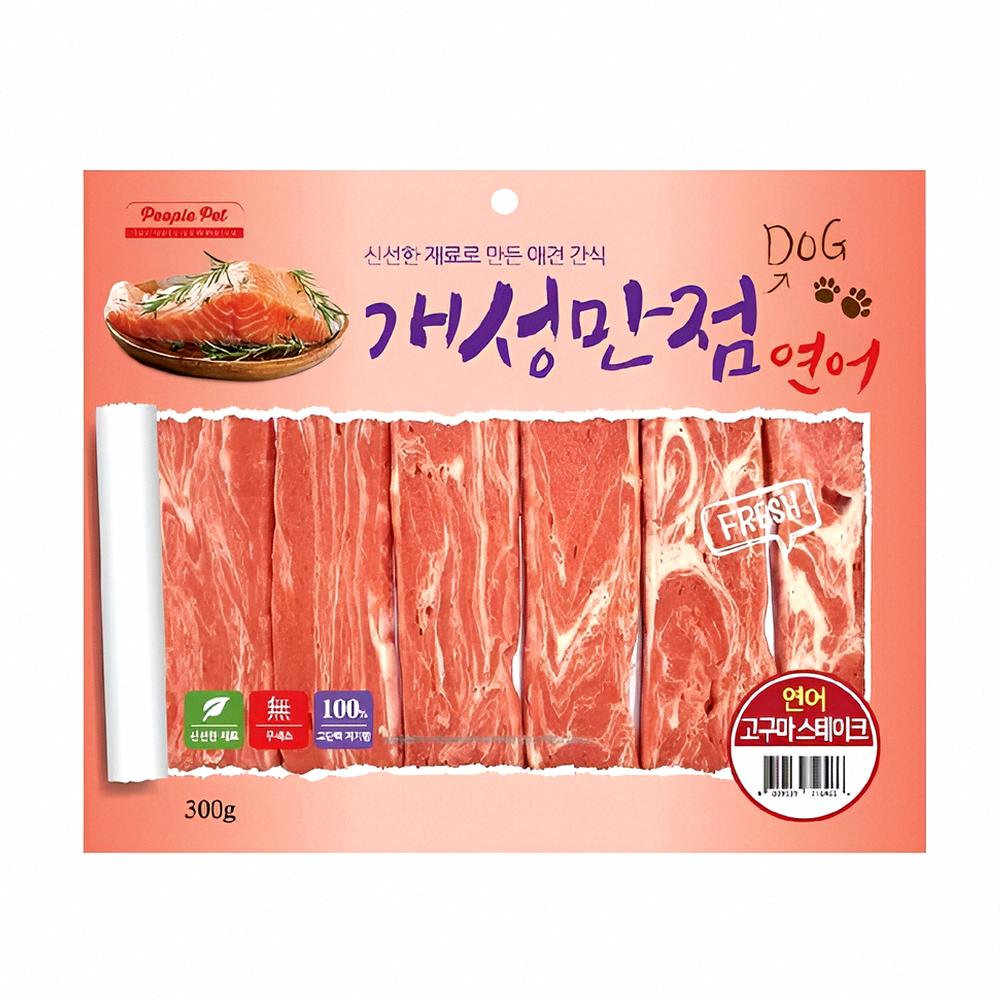 People Pet
신선한 재료로 만든 애견 간식
DOG
개성만점
연어
FRESH
無
100%
연어
고구마 스테이크
300g